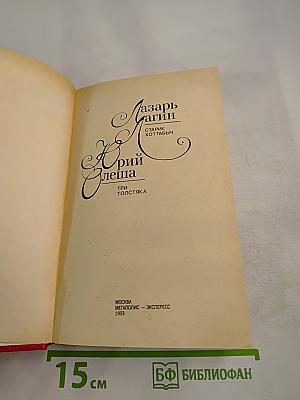 Лазарь
Лагин
СТАРИК
ХОТТАБЫЧ
Юрий
Олеша
ТРИ
ТОЛСТЯКА
МОСКВА
МЕГАПОЛИС — ЭКСПРЕСС
1993
15 см
БФ БИБЛИОФАН